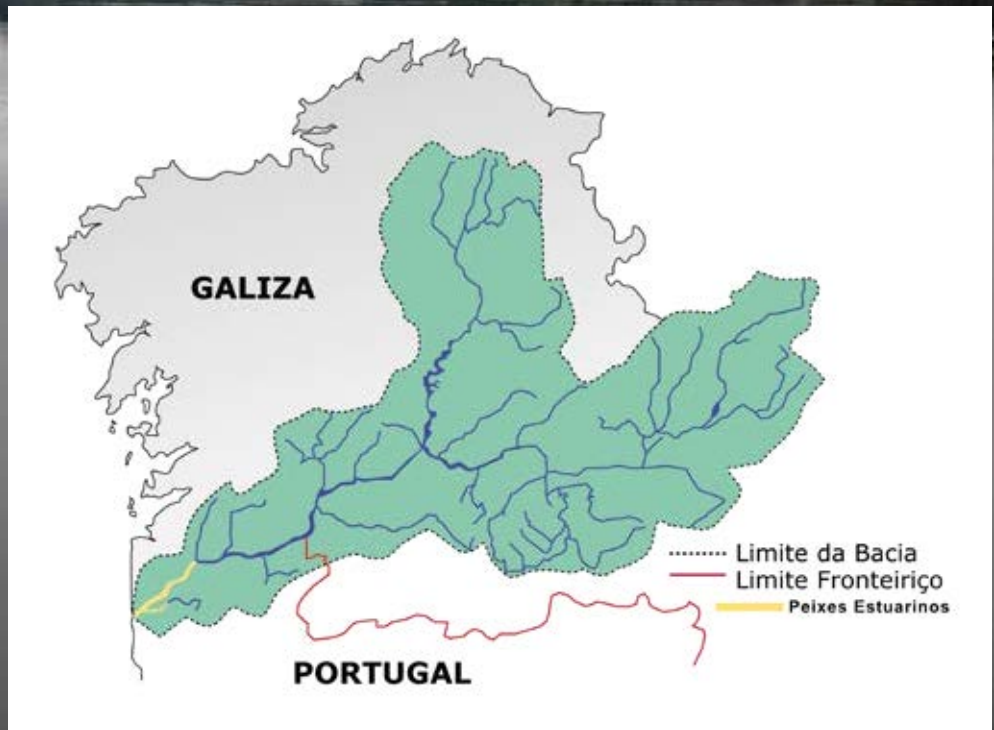 GALIZA
Limite da Bacia
Limite Fronteiriço
Peixes Estuarinos
PORTUGAL